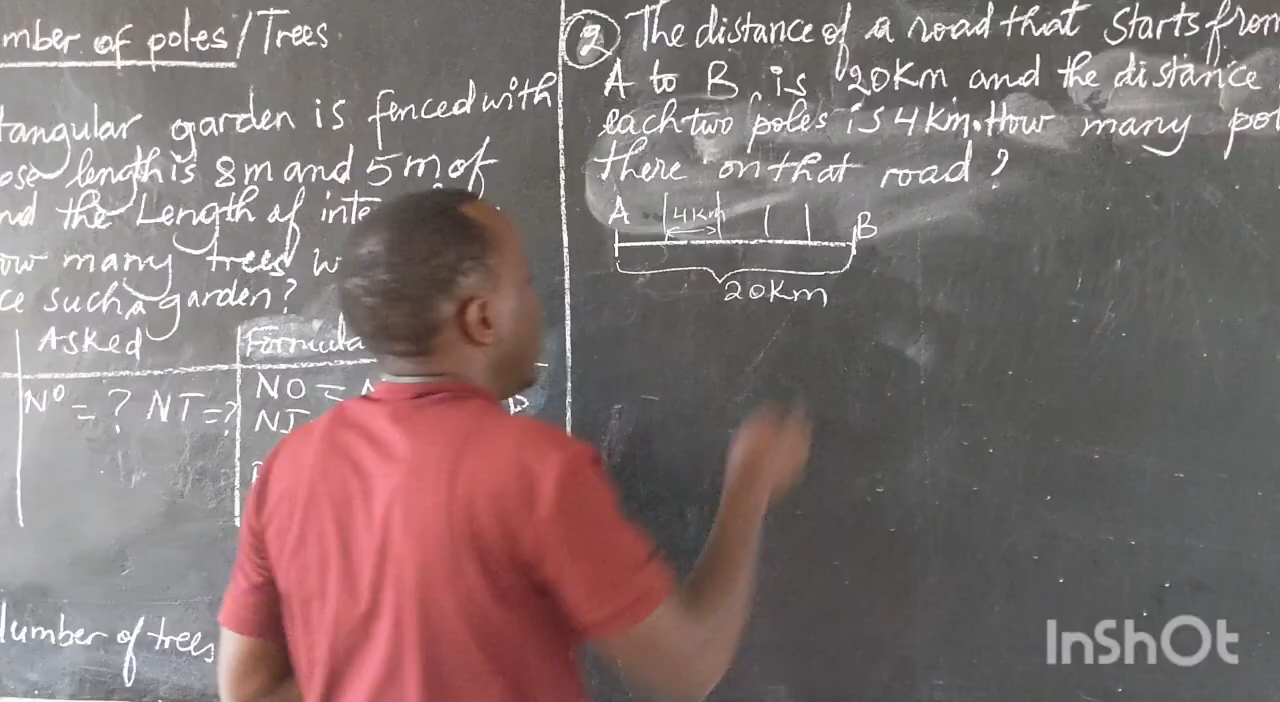 mber of poles/Trees
tangular garden is fenced with
ose length is 8m and 5m of
nd the Length of inte
ow many trees w
ce such a garden?
Asked
Formula
N° = ? NT = ?
NO =
NT
Number of trees
2 The distance of a road that starts from
A to B, is 20Km and the distance
each two poles is 4km. How many pol
there on that road?
A 4Km B
20Km
InShOt